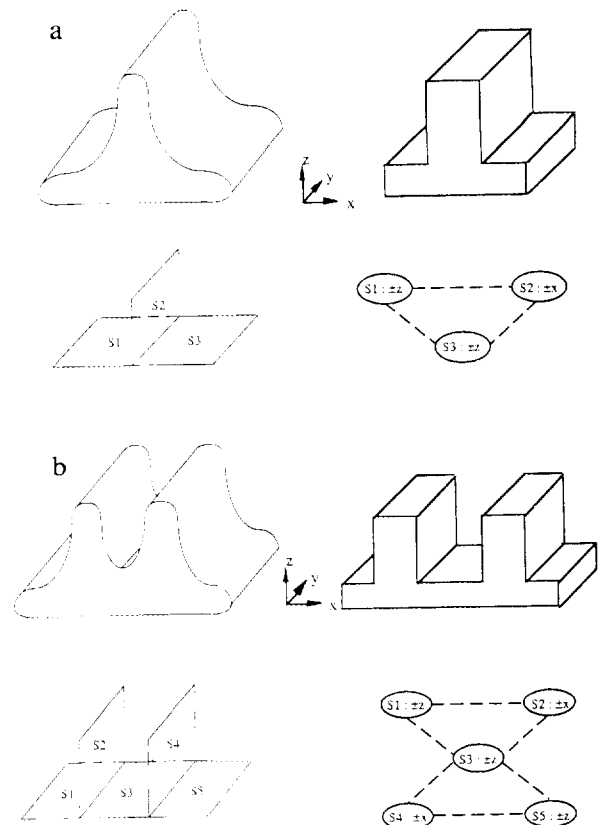 a
z
y
x
S2
S1 S3
S1 : ±z S2 : ±x
S3 : ±z
b
z
y
x
S2 S4
S1 S3 S5
S1 : ±z S2 : ±x
S3 : ±z
S4 : ±x S5 : ±z